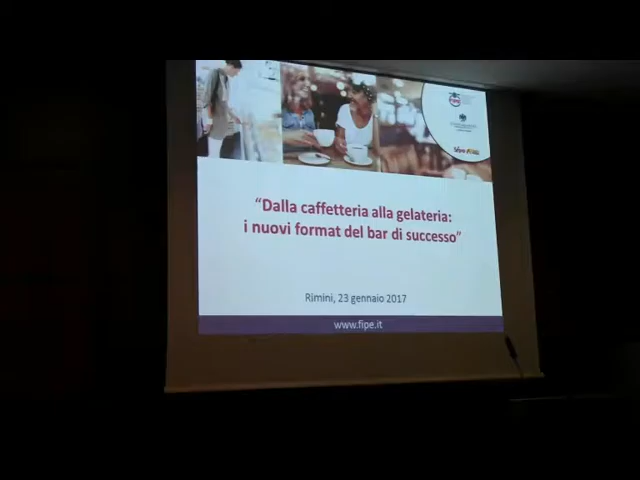 “Dalla caffetteria alla gelateria:
i nuovi format del bar di successo”
Rimini, 23 gennaio 2017
www.fipe.it